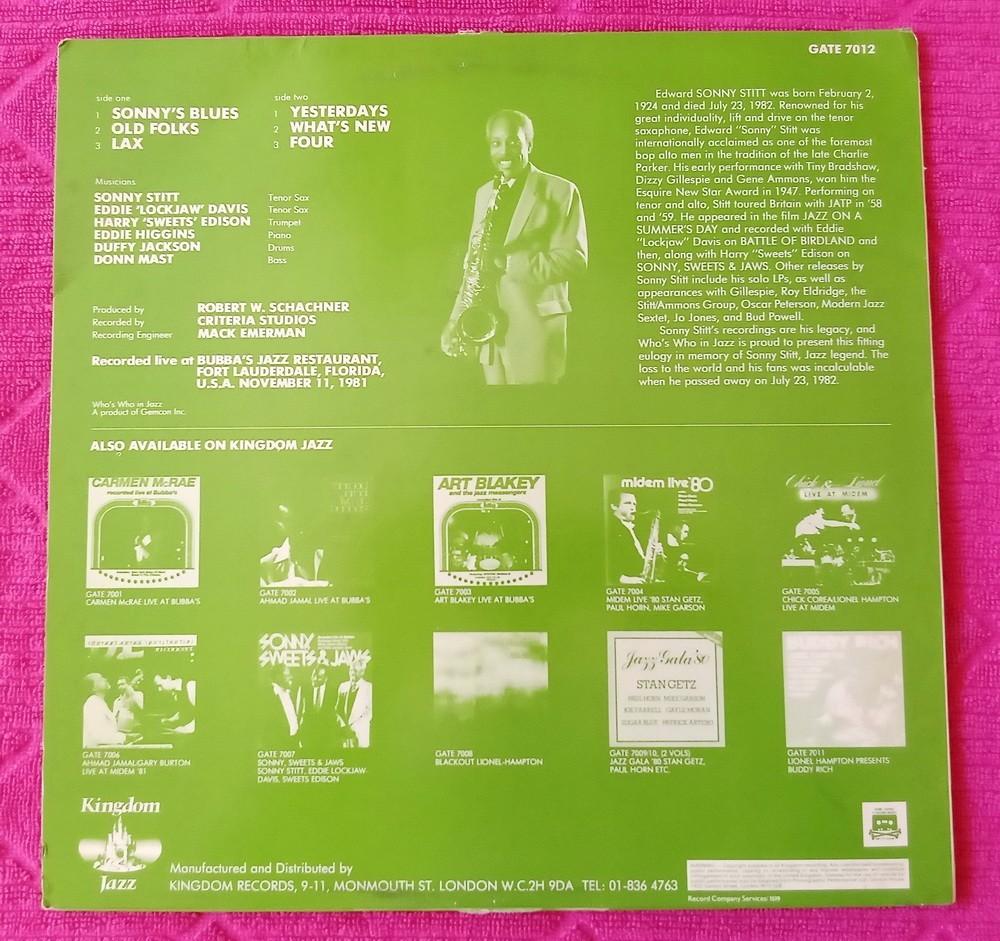 GATE 7012
side one
1 SONNY'S BLUES
2 OLD FOLKS
3 LAX
side two
1 YESTERDAYS
2 WHAT'S NEW
3 FOUR
Musicians
SONNY STITT Tenor Sax
EDDIE 'LOCKJAW' DAVIS Tenor Sax
HARRY 'SWEETS' EDISON Trumpet
EDDIE HIGGINS Piano
DUFFY JACKSON Drums
DONN MAST Bass
Produced by ROBERT W. SCHACHNER
Recorded by CRITERIA STUDIOS
Recording Engineer MACK EMERMAN
Recorded live at BUBBA'S JAZZ RESTAURANT,
FORT LAUDERDALE, FLORIDA,
U.S.A. NOVEMBER 11, 1981
Who's Who in Jazz
A product of Gemcon Inc.
Edward SONNY STITT was born February 2,
1924 and died July 23, 1982. Renowned for his
great individuality, lift and drive on the tenor
saxophone, Edward "Sonny" Stitt was
internationally acclaimed as one of the foremost
bop alto men in the tradition of the late Charlie
Parker. His early performance with Tiny Bradshaw,
Dizzy Gillespie and Gene Ammons, won him the
Esquire New Star Award in 1947. Performing on
tenor and alto, Stitt toured Britain with JATP in '58
and '59. He appeared in the film JAZZ ON A
SUMMER'S DAY and recorded with Eddie
"Lockjaw" Davis on BATTLE OF BIRDLAND and
then, along with Harry "Sweets" Edison on
SONNY, SWEETS & JAWS. Other releases by
Sonny Stitt include his solo LPs, as well as
appearances with Gillespie, Roy Eldridge, the
Stitt/Ammons Group, Oscar Peterson, Modern Jazz
Sextet, Jo Jones, and Bud Powell.
Sonny Stitt's recordings are his legacy, and
Who's Who in Jazz is proud to present this fitting
eulogy in memory of Sonny Stitt, Jazz legend. The
loss to the world and his fans was incalculable
when he passed away on July 23, 1982.
ALSO AVAILABLE ON KINGDOM JAZZ
CARMEN McRAE
recorded live at Bubba's
GATE 7001
CARMEN McRAE LIVE AT BUBBA'S
GATE 7002
AHMAD JAMAL LIVE AT BUBBA'S
ART BLAKEY
and the jazz messengers
GATE 7003
ART BLAKEY LIVE AT BUBBA'S
midem live '80
GATE 7004
MIDEM LIVE '80 STAN GETZ,
PAUL HORN, MIKE GARSON
Chick & Lionel
LIVE AT MIDEM
GATE 7005
CHICK COREA/LIONEL HAMPTON
LIVE AT MIDEM
GATE 7006
AHMAD JAMAL/GARY BURTON
LIVE AT MIDEM '81
SONNY,
SWEETS & JAWS
GATE 7007
SONNY, SWEETS & JAWS
SONNY STITT, EDDIE LOCKJAW-
DAVIS, SWEETS EDISON
GATE 7008
BLACKOUT LIONEL-HAMPTON
Jazz Gala '80
STAN GETZ
PAUL HORN MIKE GARSON
JOE FARRELL GAYLE MORAN
SUGAR BLUE PATRICE ARTERO
GATE 7009/10, (2 VOLS)
JAZZ GALA '80 STAN GETZ,
PAUL HORN ETC.
GATE 7011
LIONEL HAMPTON PRESENTS
BUDDY RICH
Kingdom
Jazz
Manufactured and Distributed by
KINGDOM RECORDS, 9-11, MONMOUTH ST. LONDON W.C.2H 9DA TEL: 01-836 4763
Record Company Services 1519